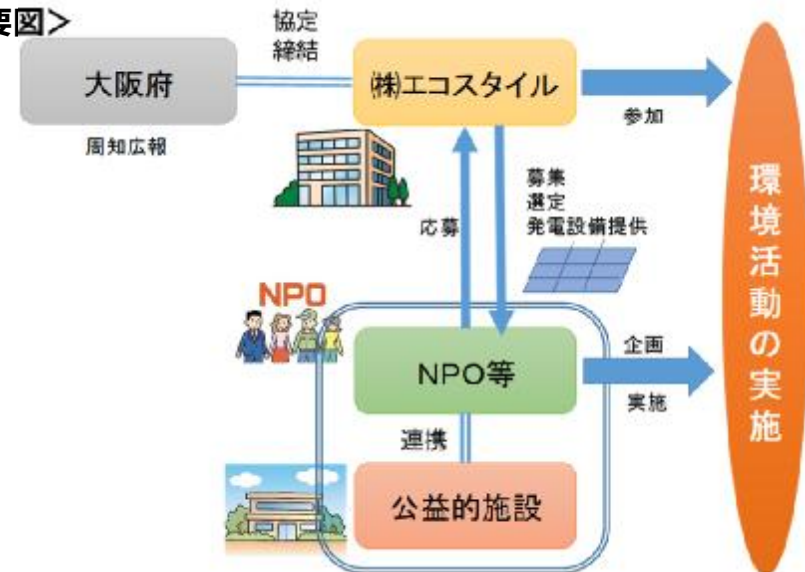 要図＞
協定
締結
大阪府
㈱エコスタイル
参加
周知広報
募集
選定
発電設備提供
応募
環境活動の実施
NPO
NPO等
企画
実施
連携
公益的施設